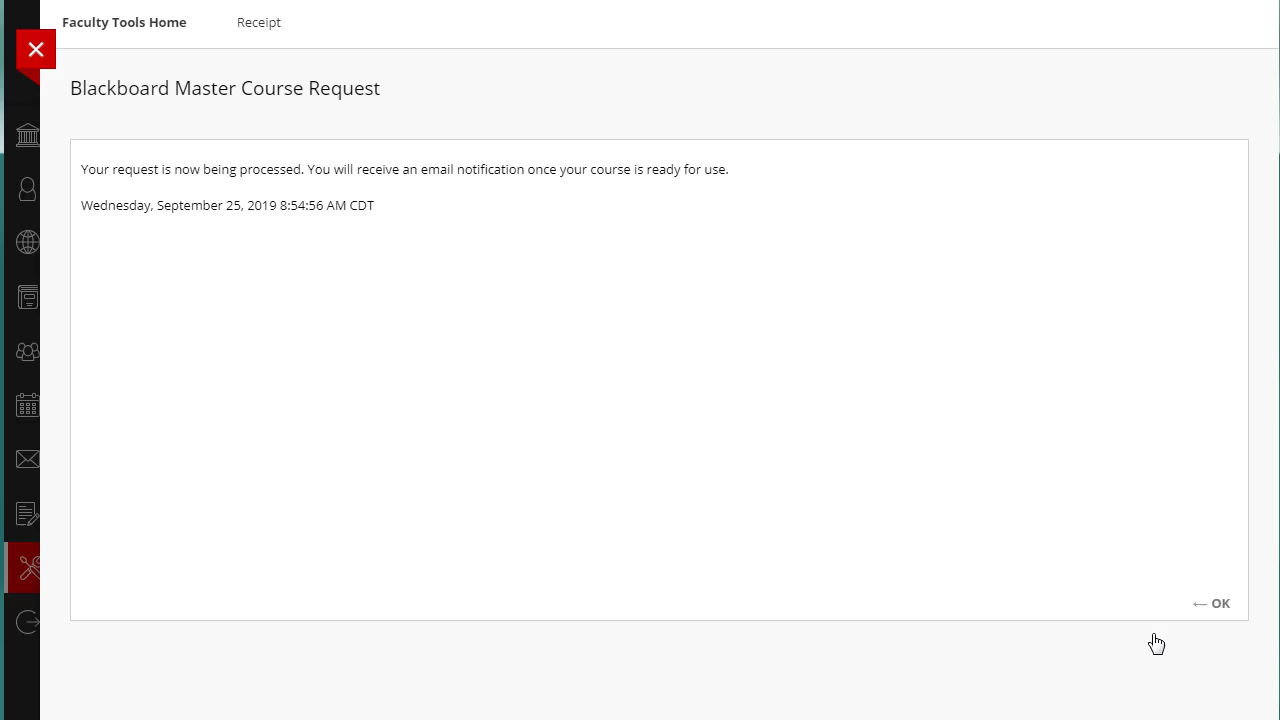 Faculty Tools Home Receipt
Blackboard Master Course Request
Your request is now being processed. You will receive an email notification once your course is ready for use.
Wednesday, September 25, 2019 8:54:56 AM CDT
← OK